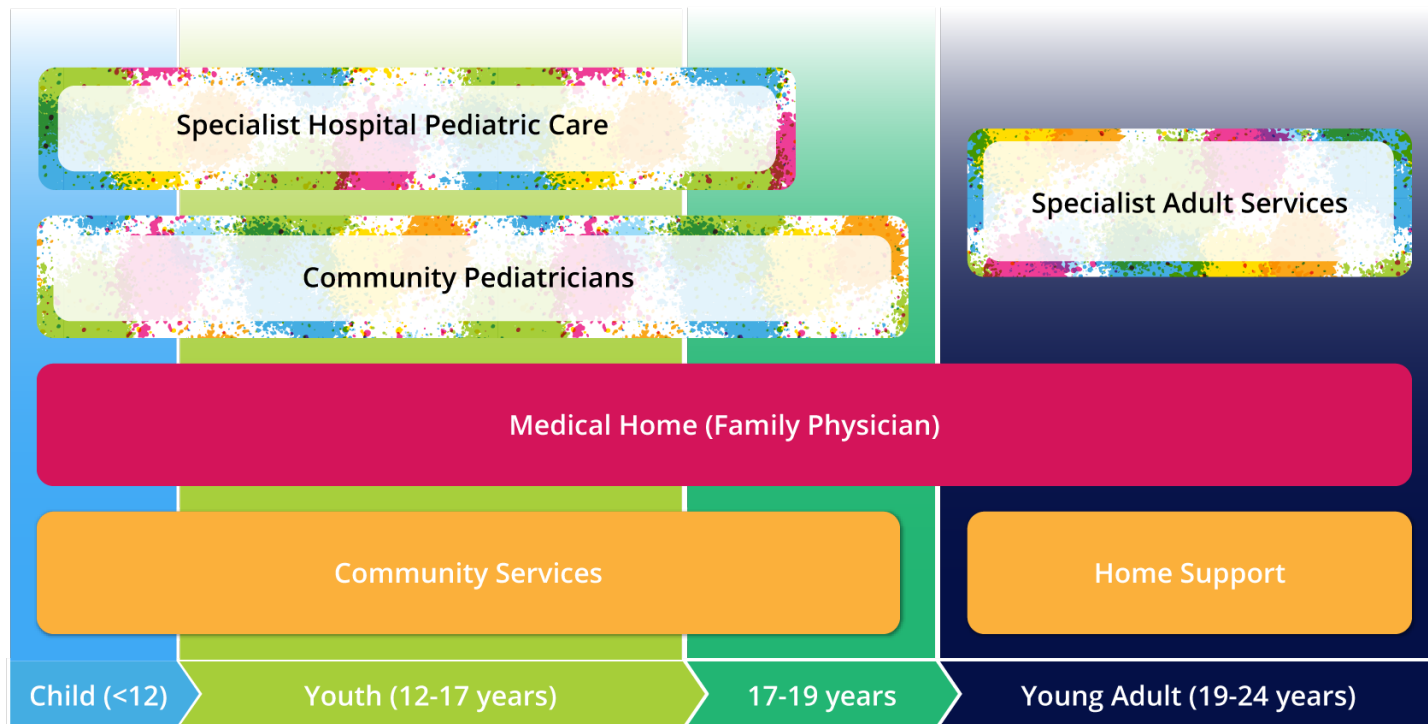 Specialist Hospital Pediatric Care
Specialist Adult Services
Community Pediatricians
Medical Home (Family Physician)
Community Services
Home Support
Child (<12)
Youth (12-17 years)
17-19 years
Young Adult (19-24 years)